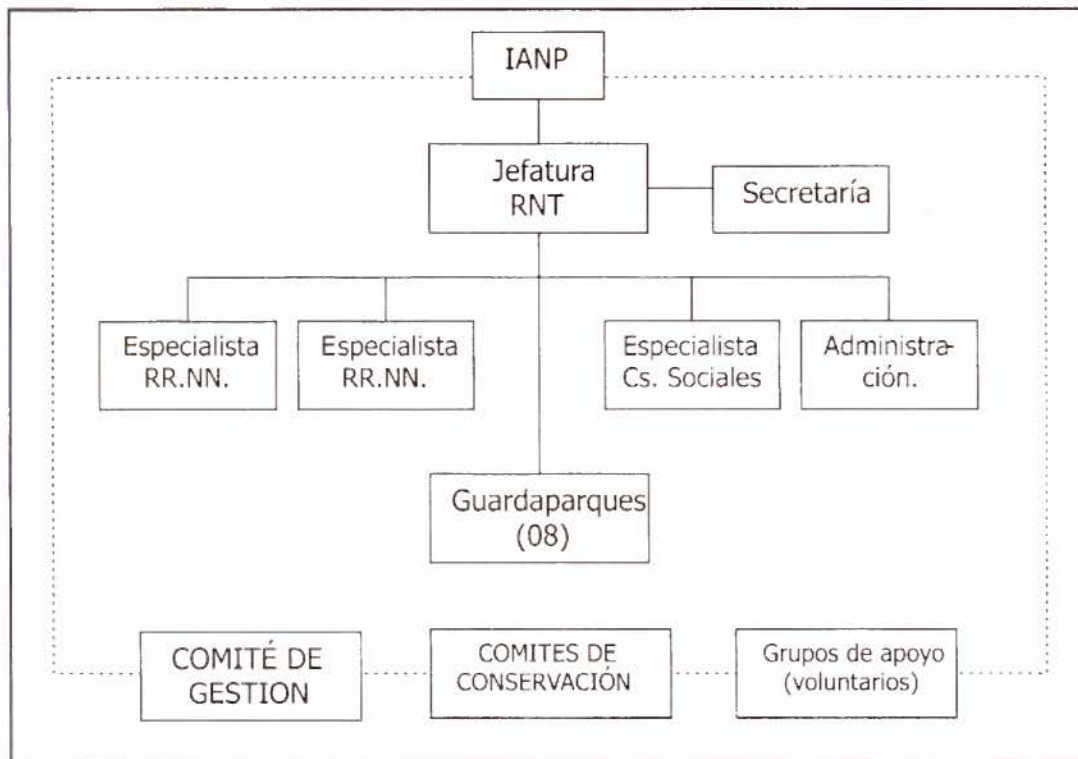 IANP
Jefatura
RNT
Secretaría
Especialista
RR.NN.
Especialista
RR.NN.
Especialista
Cs. Sociales
Administra-
ción.
Guardaparques
(08)
COMITÉ DE
GESTION
COMITES DE
CONSERVACIÓN
Grupos de apoyo
(voluntarios)